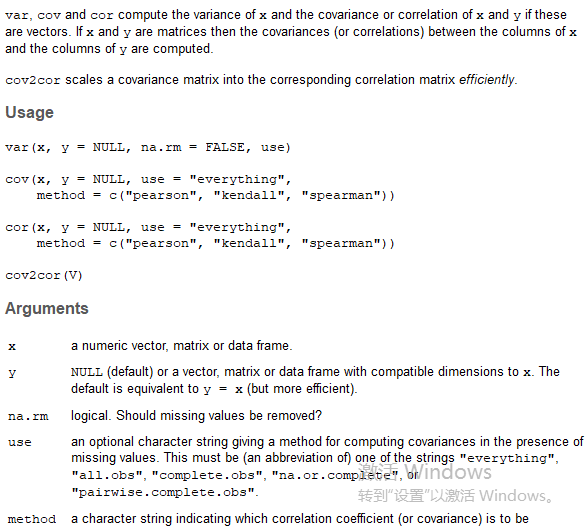 var, cov and cor compute the variance of x and the covariance or correlation of x and y if these
are vectors. If x and y are matrices then the covariances (or correlations) between the columns of x
and the columns of y are computed.
cov2cor scales a covariance matrix into the corresponding correlation matrix efficiently.
Usage
var(x, y = NULL, na.rm = FALSE, use)
cov(x, y = NULL, use = "everything",
method = c("pearson", "kendall", "spearman"))
cor(x, y = NULL, use = "everything",
method = c("pearson", "kendall", "spearman"))
cov2cor(V)
Arguments
x a numeric vector, matrix or data frame.
y NULL (default) or a vector, matrix or data frame with compatible dimensions to x. The
default is equivalent to y = x (but more efficient).
na.rm logical. Should missing values be removed?
use an optional character string giving a method for computing covariances in the presence of
missing values. This must be (an abbreviation of) one of the strings "everything",
"all.obs", "complete.obs", "na.or.complete", or
"pairwise.complete.obs".
激活 Windows
转到"设置"以激活 Windows。
method a character string indicating which correlation coefficient (or covariance) is to be